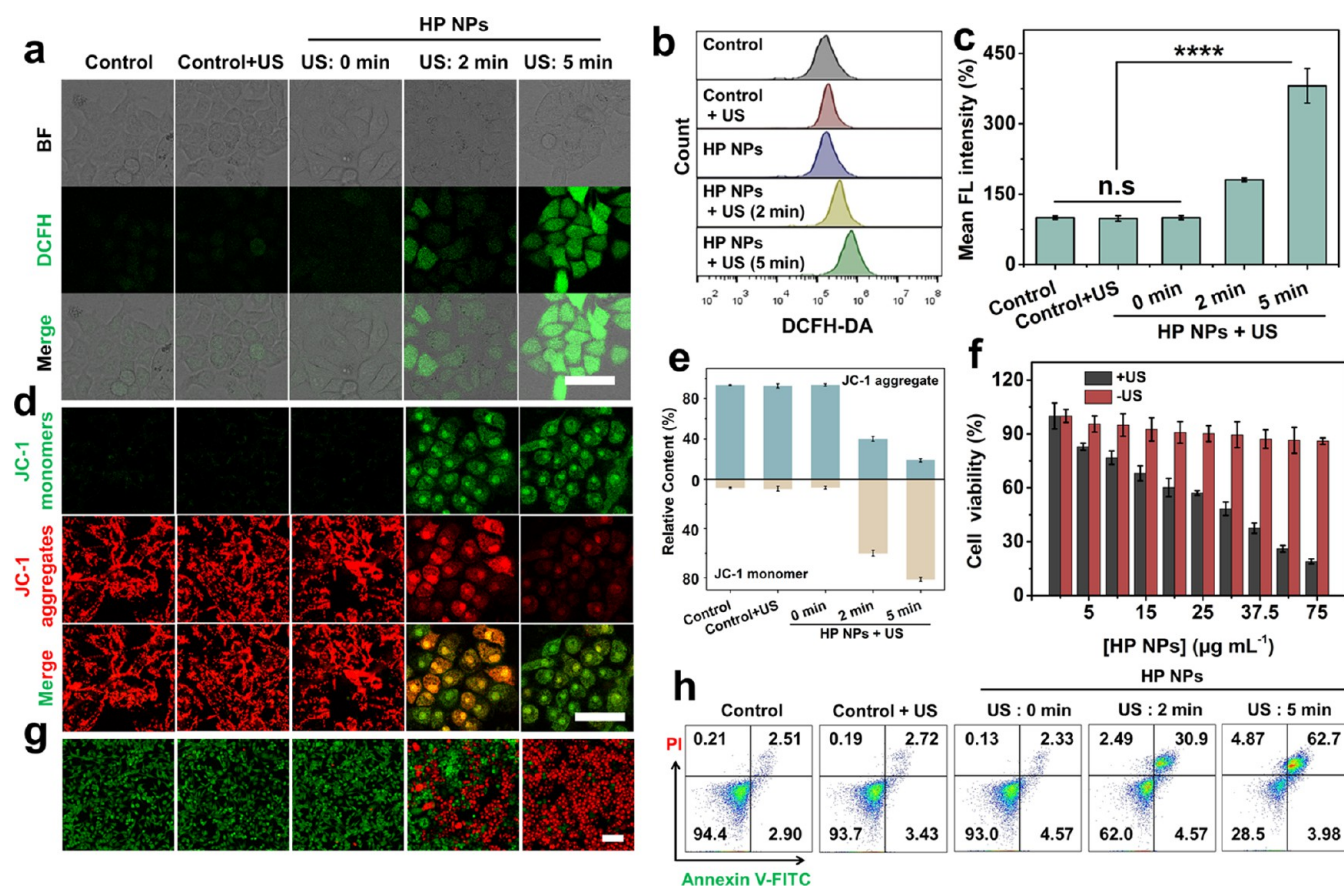 HP NPs
a
Control
Control+US
US: 0 min
US: 2 min
US: 5 min
BF
DCFH
Merge
b
Control
Control
+ US
HP NPs
HP NPs
+ US (2 min)
HP NPs
+ US (5 min)
Count
10² 10³ 10⁴ 10⁵ 10⁶ 10⁷ 10⁸
DCFH-DA
c
Mean FL intensity (%)
450
300
150
0
****
n.s
Control
Control+US
0 min
2 min
5 min
HP NPs + US
d
JC-1
monomers
JC-1
aggregates
Merge
e
JC-1 aggregate
Relative Content (%)
80
40
0
40
80
JC-1 monomer
Control
Control+US
0 min
2 min
5 min
HP NPs + US
f
+US
-US
Cell viability (%)
120
90
60
30
0
5 15 25 37.5 75
[HP NPs] (µg mL⁻¹)
g
h
HP NPs
Control
Control + US
US : 0 min
US : 2 min
US : 5 min
PI
0.21 2.51
94.4 2.90
0.19 2.72
93.7 3.43
0.13 2.33
93.0 4.57
2.49 30.9
62.0 4.57
4.87 62.7
28.5 3.98
Annexin V-FITC